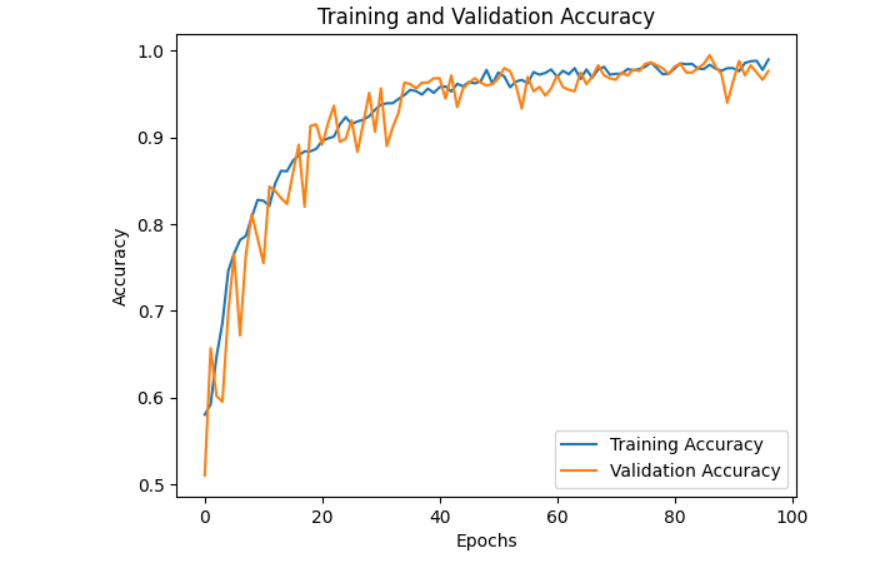 Training and Validation Accuracy
1.0
0.9
0.8
0.7
0.6
0.5
Accuracy
Training Accuracy
Validation Accuracy
0 20 40 60 80 100
Epochs